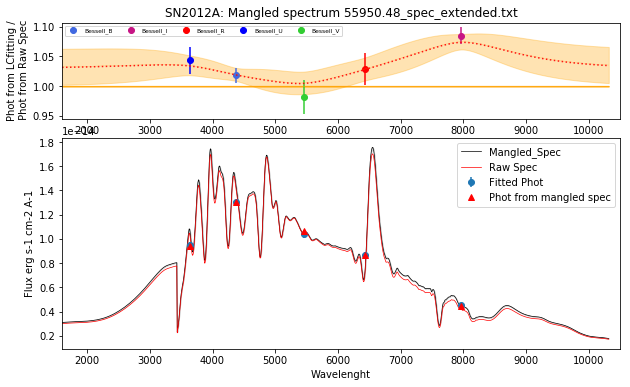 SN2012A: Mangled spectrum 55950.48_spec_extended.txt
Phot from LCfitting /
Phot from Raw Spec
1.10
1.05
1.00
0.95
Bessell_B
Bessell_I
Bessell_R
Bessell_U
Bessell_V
2000 3000 4000 5000 6000 7000 8000 9000 10000
1e−14
Flux erg s-1 cm-2 A-1
1.8
1.6
1.4
1.2
1.0
0.8
0.6
0.4
0.2
Mangled_Spec
Raw Spec
Fitted Phot
Phot from mangled spec
2000 3000 4000 5000 6000 7000 8000 9000 10000
Wavelenght